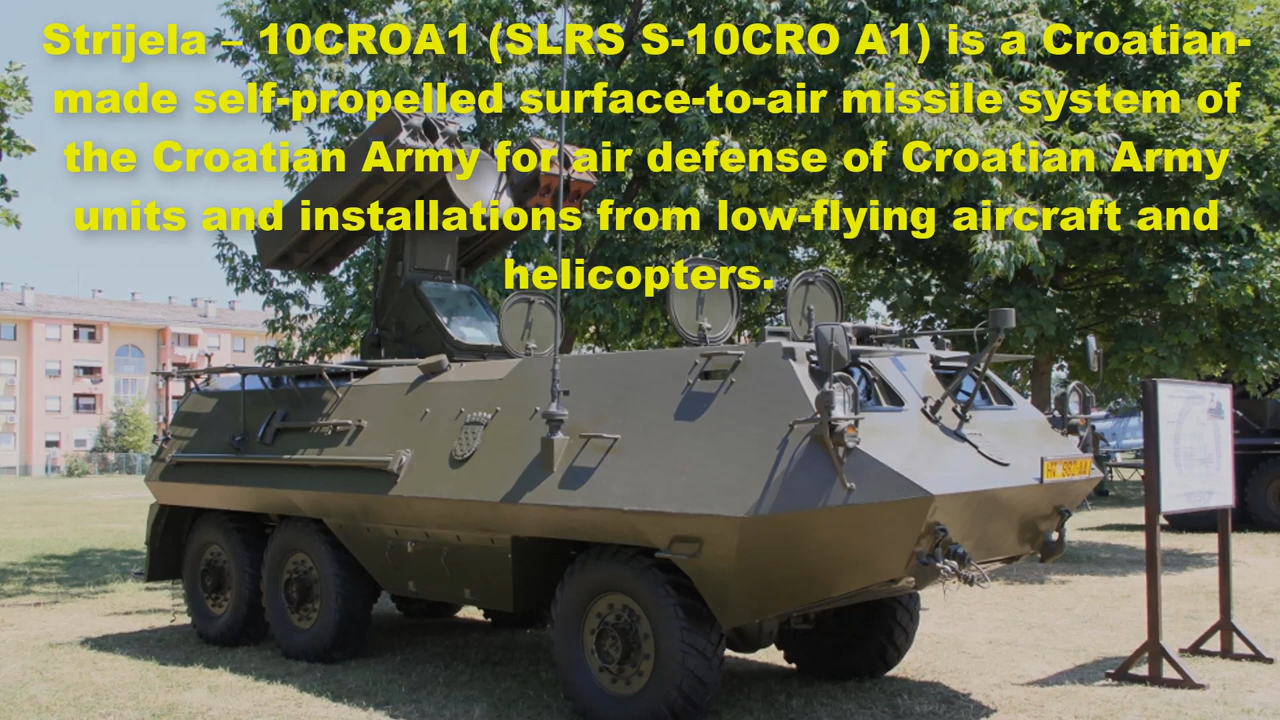 Strijela – 10CROA1 (SLRS S-10CRO A1) is a Croatian-
made self-propelled surface-to-air missile system of
the Croatian Army for air defense of Croatian Army
units and installations from low-flying aircraft and
helicopters.